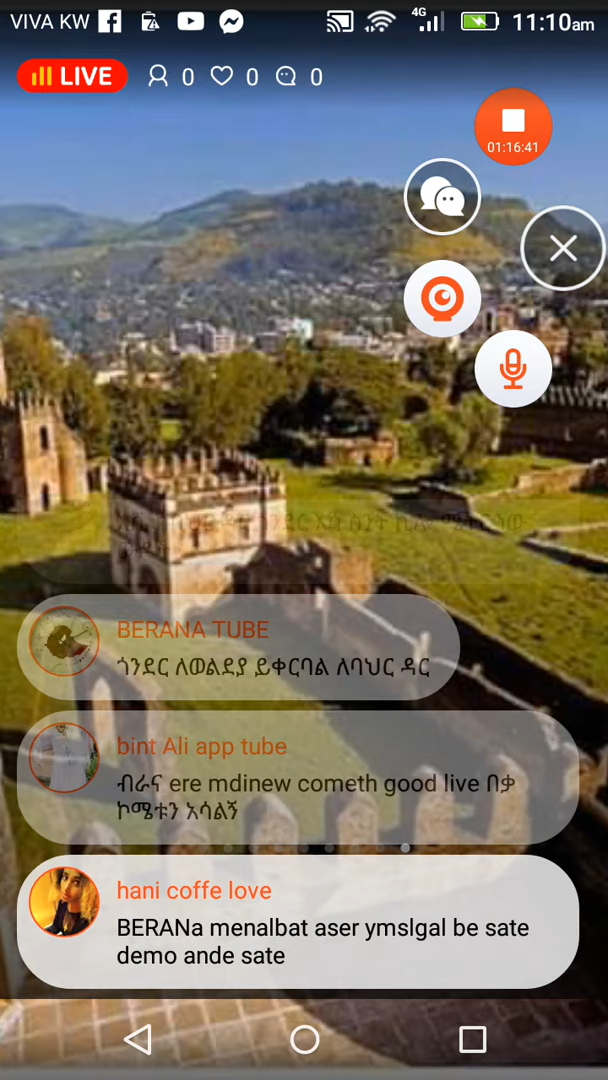 VIVA KW
4G
11:10am
LIVE 0 0 0
01:16:41
BERANA TUBE
ጎንደር ለወልደያ ይቀርባል ለባህር ዳር
bint Ali app tube
ብራና ere mdinew cometh good live በቃ
ኮሜቱን አሳልኝ
hani coffe love
BERANa menalbat aser ymslgal be sate
demo ande sate